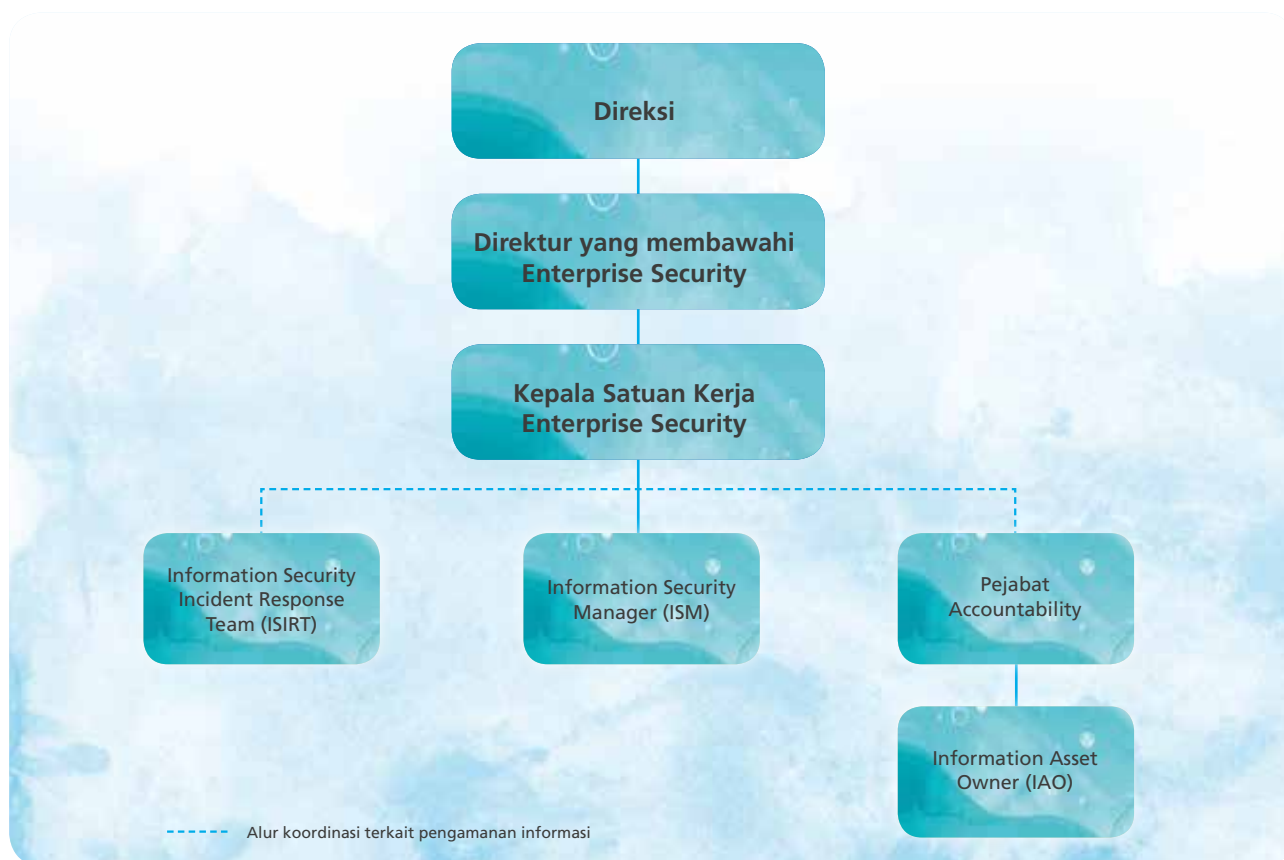 Direksi
Direktur yang membawahi
Enterprise Security
Kepala Satuan Kerja
Enterprise Security
Information Security
Incident Response
Team (ISIRT)
Information Security
Manager (ISM)
Pejabat
Accountability
Information Asset
Owner (IAO)
Alur koordinasi terkait pengamanan informasi